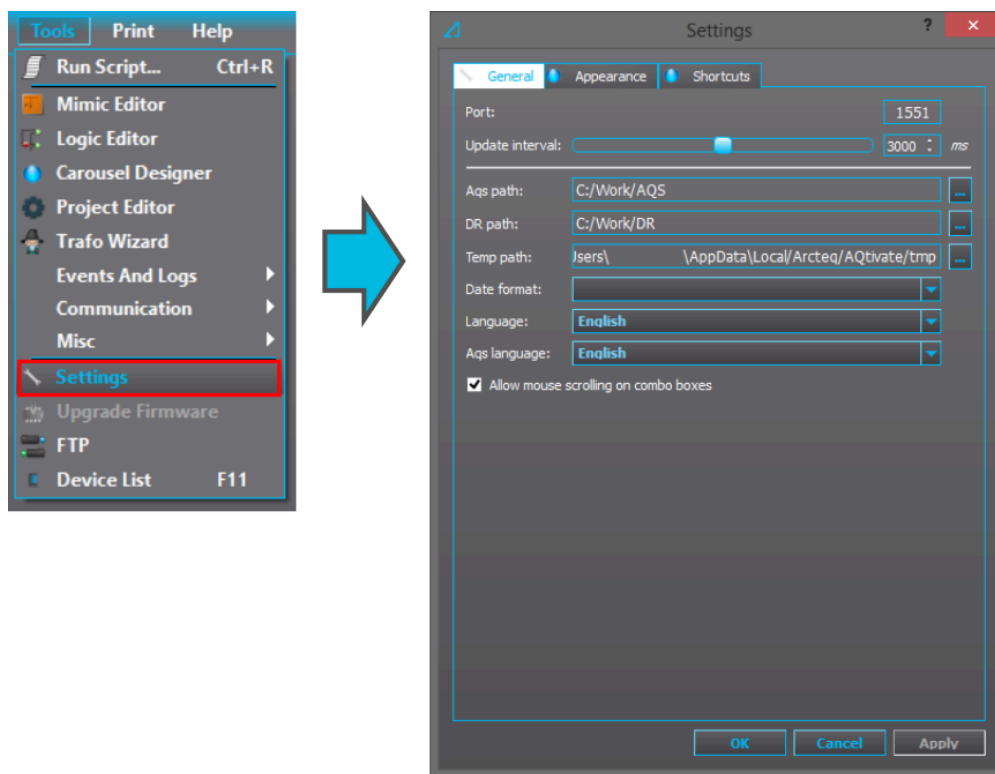 Tools Print Help
Run Script... Ctrl+R
Mimic Editor
Logic Editor
Carousel Designer
Project Editor
Trafo Wizard
Events And Logs
Communication
Misc
Settings
Upgrade Firmware
FTP
Device List F11
Settings ?
General Appearance Shortcuts
Port: 1551
Update interval: 3000 ms
Aqs path: C:/Work/AQS ...
DR path: C:/Work/DR ...
Temp path: Jsers\ \AppData\Local/Arcteq/AQtivate/tmp ...
Date format:
Language: English
Aqs language: English
Allow mouse scrolling on combo boxes
OK Cancel Apply